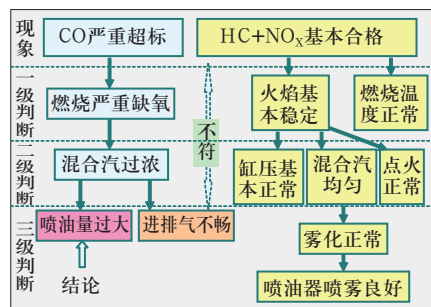 现象
CO严重超标
HC+NOX基本合格
一级判断
燃烧严重缺氧
不符
火焰基
本稳定
燃烧温
度正常
二级判断
混合汽过浓
缸压基
本正常
混合汽
均匀
点火
正常
三级判断
喷油量过大
进排气不畅
雾化正常
结论
喷油器喷雾良好